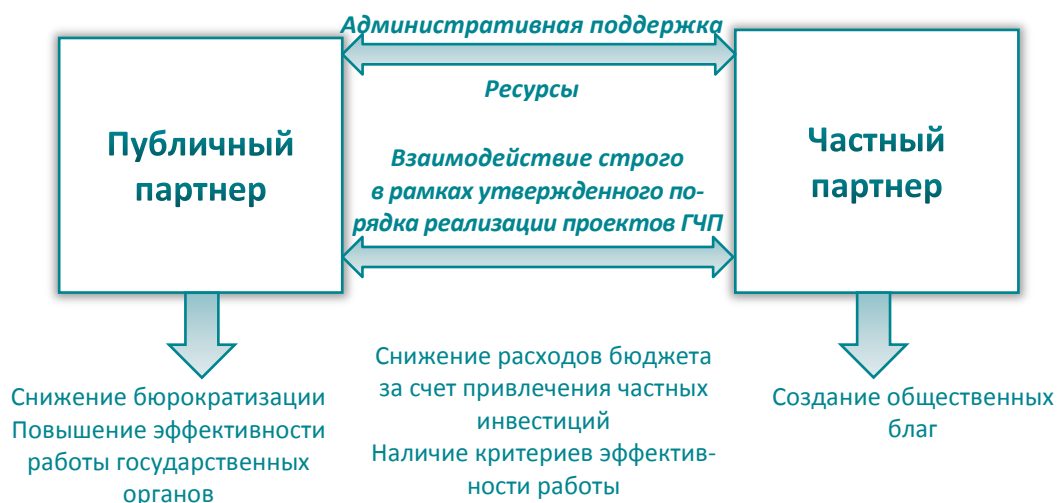 Административная поддержка
Ресурсы
Публичный
партнер
Взаимодействие строго
в рамках утвержденного по-
рядка реализации проектов ГЧП
Частный
партнер
Снижение бюрократизации
Повышение эффективности
работы государственных
органов
Снижение расходов бюджета
за счет привлечения частных
инвестиций
Наличие критериев эффектив-
ности работы
Создание общественных
благ